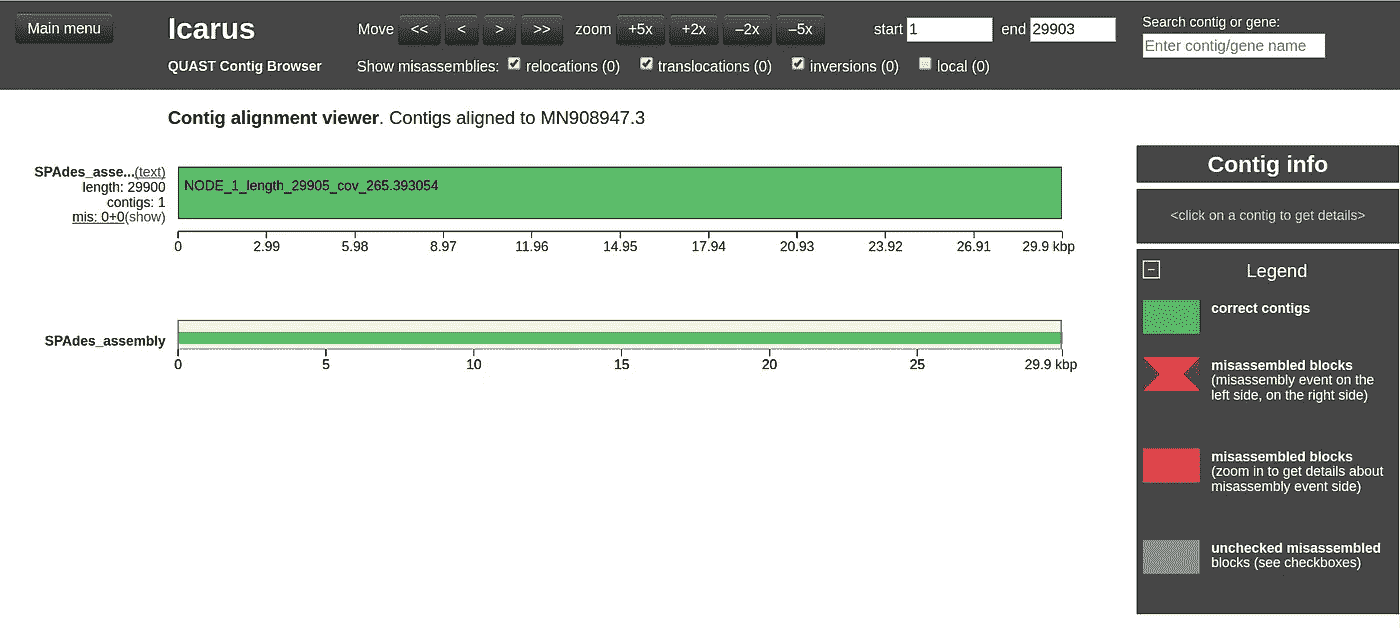 Main menu
Icarus
QUAST Contig Browser
Move << < > >> zoom +5x +2x –2x –5x start 1 end 29903
Show misassemblies: relocations (0) translocations (0) inversions (0) local (0)
Search contig or gene:
Enter contig/gene name
Contig alignment viewer. Contigs aligned to MN908947.3
SPAdes_asse...(text)
length: 29900
contigs: 1
mis: 0+0(show)
NODE_1_length_29905_cov_265.393054
0 2.99 5.98 8.97 11.96 14.95 17.94 20.93 23.92 26.91 29.9 kbp
SPAdes_assembly
0 5 10 15 20 25 29.9 kbp
Contig info
<click on a contig to get details>
Legend
correct contigs
misassembled blocks
(misassembly event on the
left side, on the right side)
misassembled blocks
(zoom in to get details about
misassembly event side)
unchecked misassembled
blocks (see checkboxes)